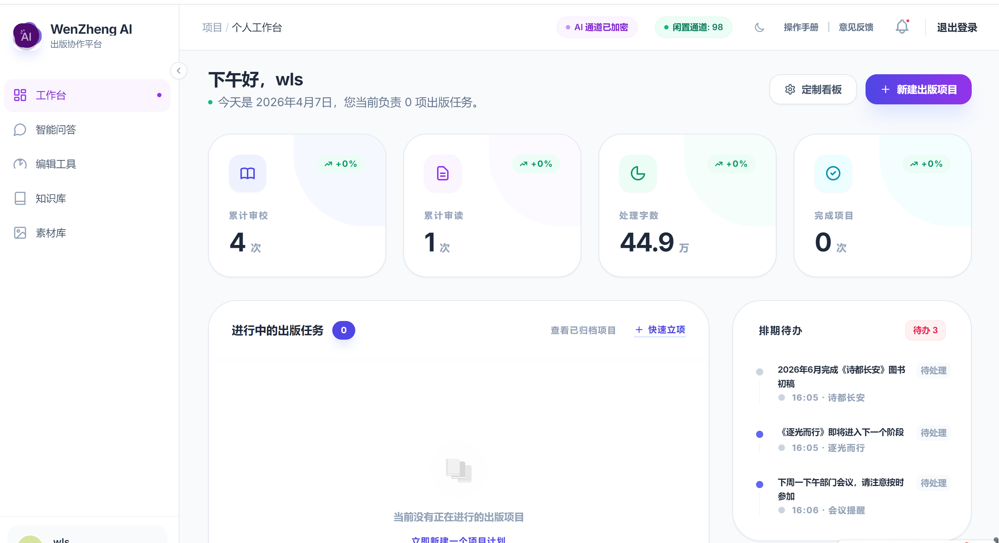 WenZheng AI
出版协作平台
工作台
智能问答
编辑工具
知识库
素材库
wls
项目 / 个人工作台
AI 通道已加密
闲置通道: 98
操作手册
意见反馈
退出登录
下午好，wls
今天是 2026年4月7日，您当前负责 0 项出版任务。
定制看板
新建出版项目
+0%
累计审校
4 次
+0%
累计审读
1 次
+0%
处理字数
44.9 万
+0%
完成项目
0 次
进行中的出版任务 0
查看已归档项目
快速立项
当前没有正在进行的出版项目
立即新建一个项目计划
排期待办
待办 3
2026年6月完成《诗都长安》图书
初稿
待处理
16:05 · 诗都长安
《逐光而行》即将进入下一个阶段
待处理
16:05 · 逐光而行
下周一下午部门会议，请注意按时
参加
待处理
16:06 · 会议提醒